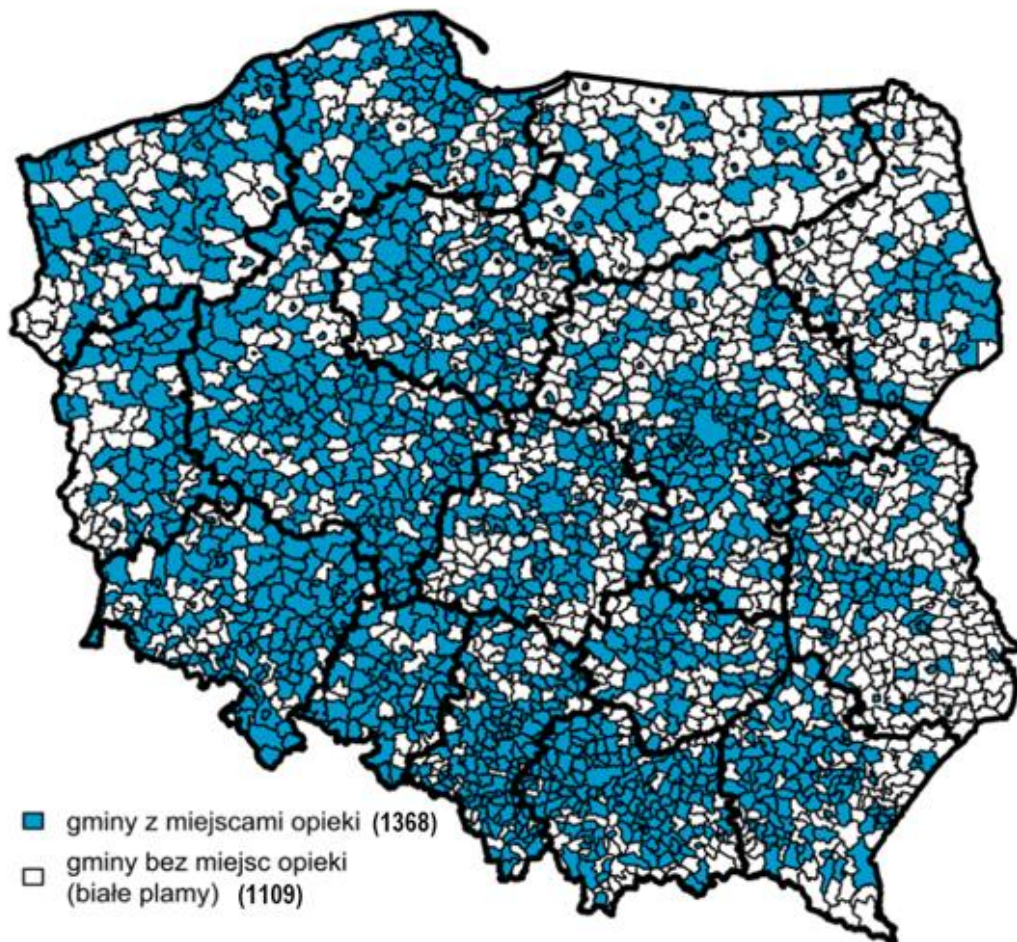 gminy z miejscami opieki (1368)
gminy bez miejsc opieki
(białe plamy) (1109)